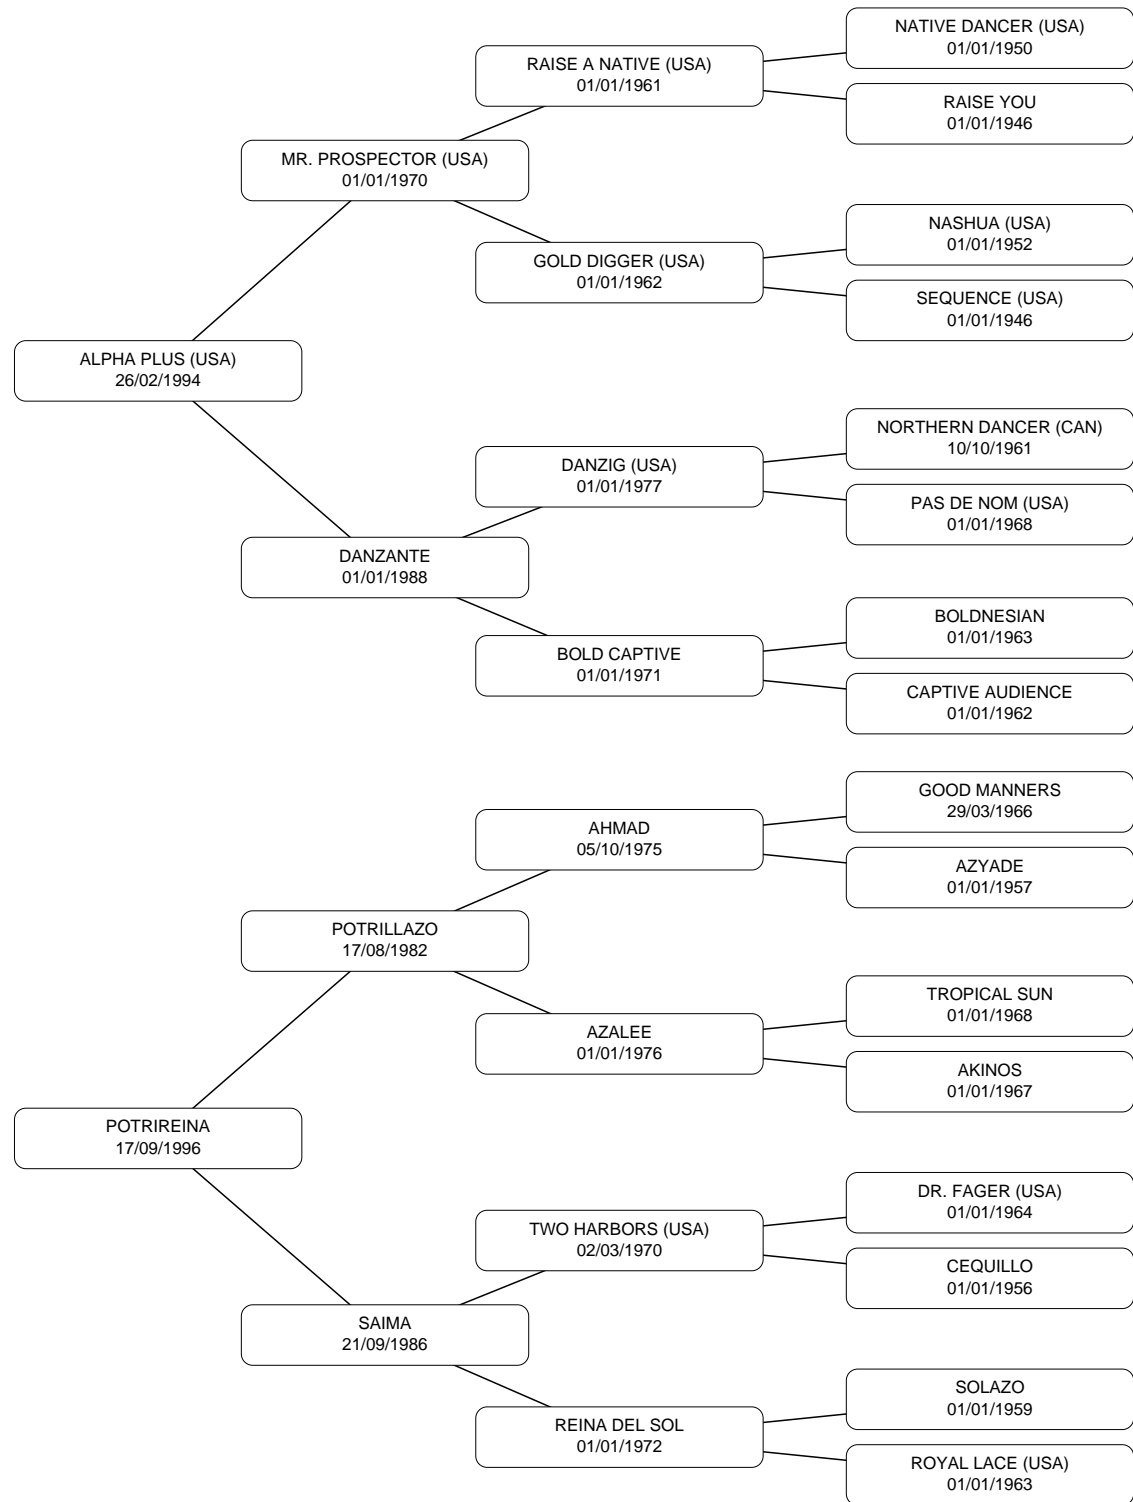 NATIVE DANCER (USA)
01/01/1950
RAISE A NATIVE (USA)
01/01/1961
RAISE YOU
01/01/1946
MR. PROSPECTOR (USA)
01/01/1970
NASHUA (USA)
01/01/1952
GOLD DIGGER (USA)
01/01/1962
SEQUENCE (USA)
01/01/1946
ALPHA PLUS (USA)
26/02/1994
NORTHERN DANCER (CAN)
10/10/1961
DANZIG (USA)
01/01/1977
PAS DE NOM (USA)
01/01/1968
DANZANTE
01/01/1988
BOLDNESIAN
01/01/1963
BOLD CAPTIVE
01/01/1971
CAPTIVE AUDIENCE
01/01/1962
GOOD MANNERS
29/03/1966
AHMAD
05/10/1975
AZYADE
01/01/1957
POTRILLAZO
17/08/1982
TROPICAL SUN
01/01/1968
AZALEE
01/01/1976
AKINOS
01/01/1967
POTRIREINA
17/09/1996
DR. FAGER (USA)
01/01/1964
TWO HARBORS (USA)
02/03/1970
CEQUILLO
01/01/1956
SAIMA
21/09/1986
SOLAZO
01/01/1959
REINA DEL SOL
01/01/1972
ROYAL LACE (USA)
01/01/1963